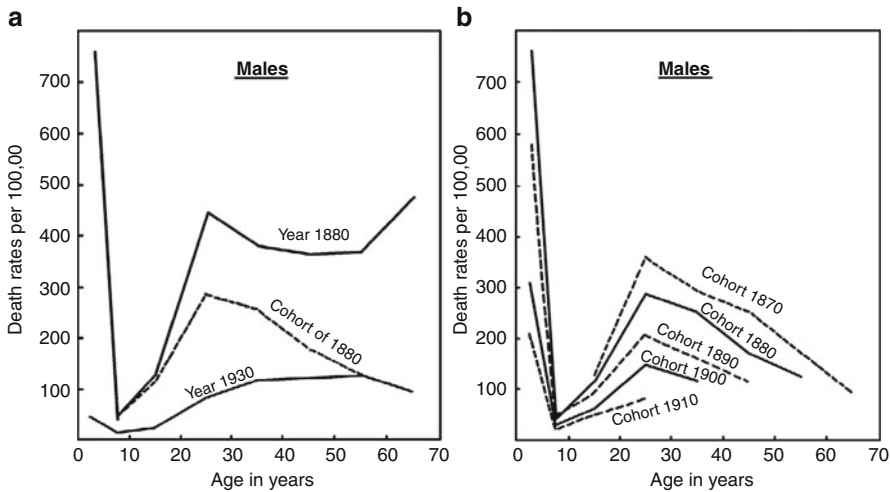 a
Males
700
600
500
400
300
200
100
0
Death rates per 100,00
Year 1880
Cohort of 1880
Year 1930
0 10 20 30 40 50 60 70
Age in years
b
Males
700
600
500
400
300
200
100
0
Death rates per 100,00
Cohort 1870
Cohort 1880
Cohort 1890
Cohort 1900
Cohort 1910
0 10 20 30 40 50 60 70
Age in years